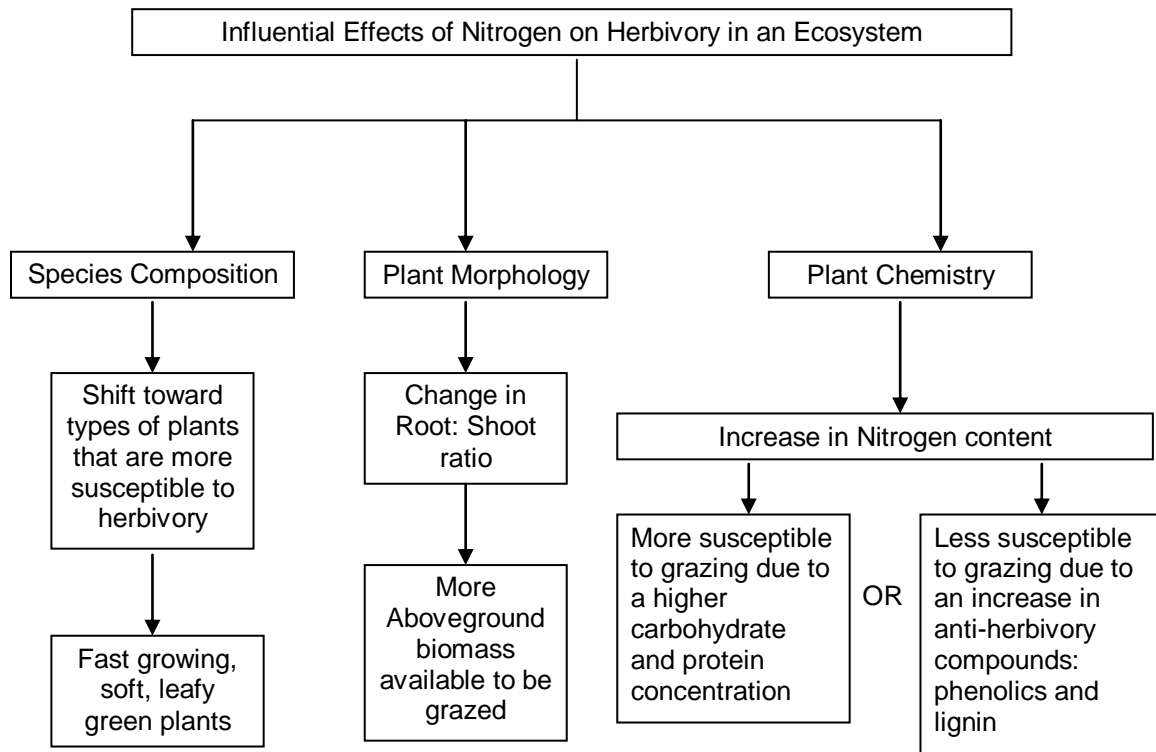 Influential Effects of Nitrogen on Herbivory in an Ecosystem
Species Composition
Plant Morphology
Plant Chemistry
Shift toward
types of plants
that are more
susceptible to
herbivory
Change in
Root: Shoot
ratio
Increase in Nitrogen content
Fast growing,
soft, leafy
green plants
More
Aboveground
biomass
available to be
grazed
More susceptible
to grazing due to
a higher
carbohydrate
and protein
concentration
OR
Less susceptible
to grazing due to
an increase in
anti-herbivory
compounds:
phenolics and
lignin